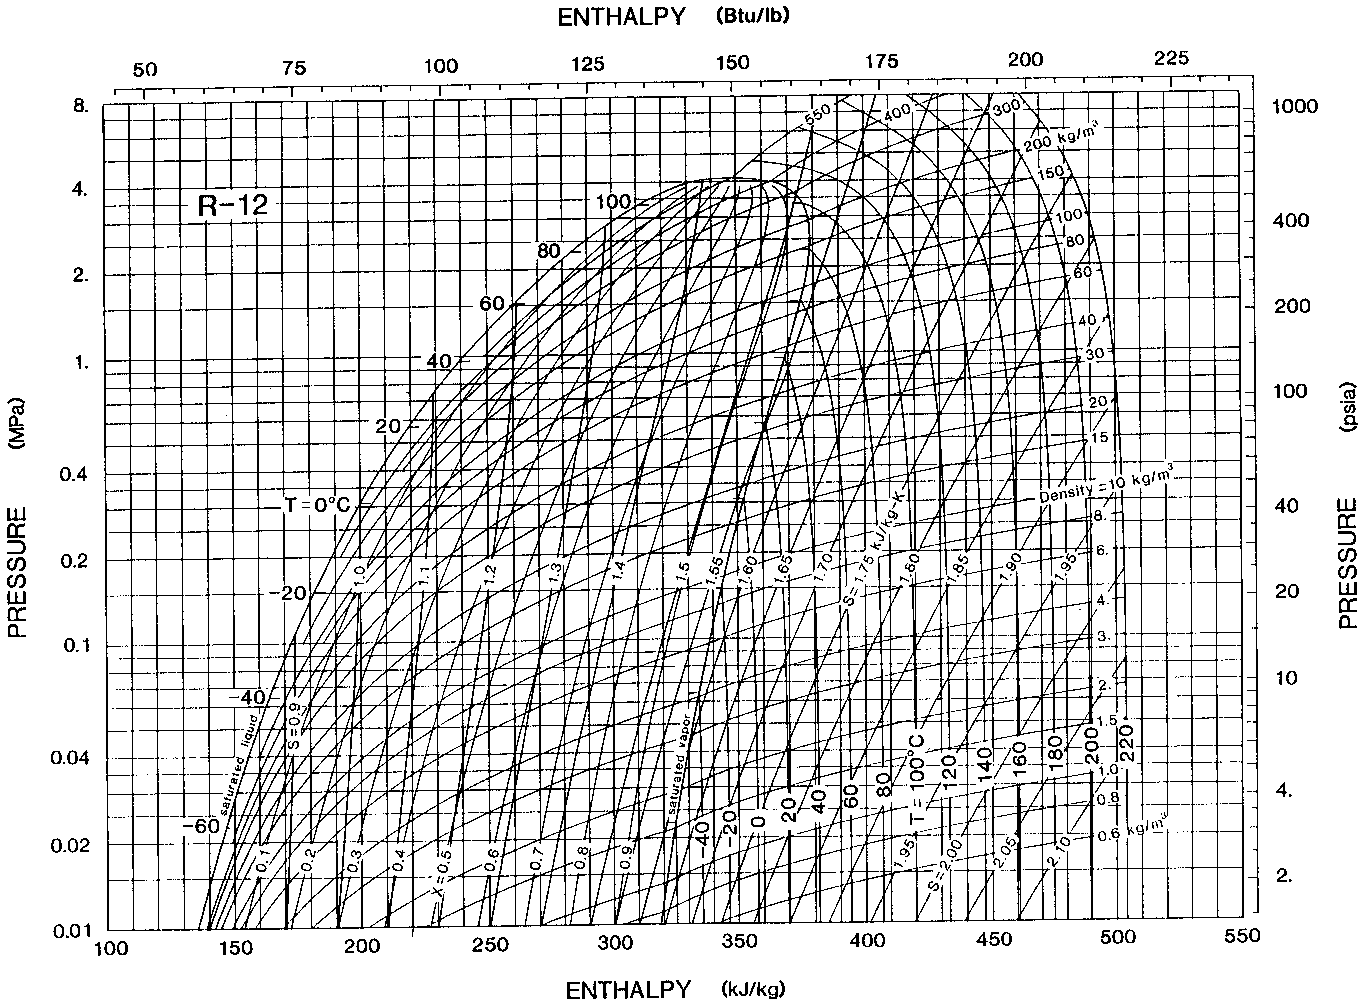 ENTHALPY (Btu/lb)
50 75 100 125 150 175 200 225
8. 550 400 300 1000
200 kg/m³
4. 150
R-12 100 100 400
80 80
2. 60
60 200
40
1. 40 30
100
20 20
15
0.4 Density = 10 kg/m³
T = 0°C 40
8.
0.2 6.
1.0 1.1 1.2 1.3 1.4 1.5 1.55 1.60 1.65 1.70 S = 1.75 kJ/kg·K 1.80 1.85 1.90 1.95
-20 4. 20
0.1 3.
2. 10
-40
saturated liquid S = 0.9 saturated vapor
1.5
0.04 1.0
-40 -20 0 20 40 60 80 T = 100°C 120 140 160 180 200 220
0.8 4.
-60 0.6 kg/m³
0.02
0.1 0.2 0.3 0.4 X = 0.5 0.6 0.7 0.8 0.9 1.95 S = 2.00 2.05 2.10
2.
0.01
100 150 200 250 300 350 400 450 500 550
ENTHALPY (kJ/kg)
PRESSURE (MPa)
PRESSURE (psia)